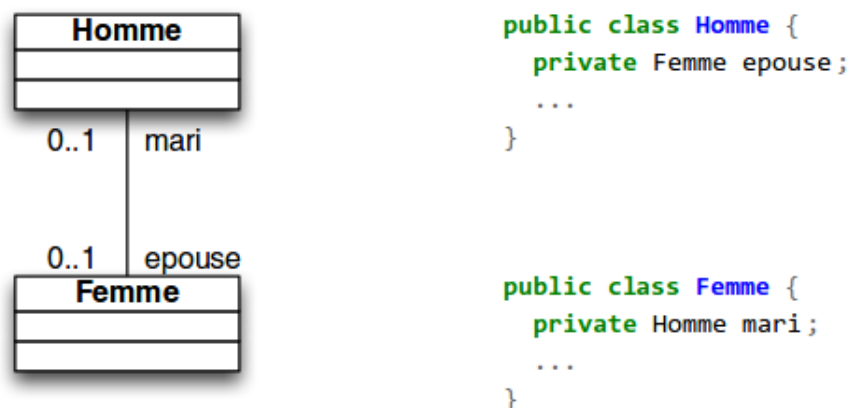 Homme
0..1 mari
0..1 epouse
Femme
public class Homme {
private Femme epouse;
...
}
public class Femme {
private Homme mari;
...
}